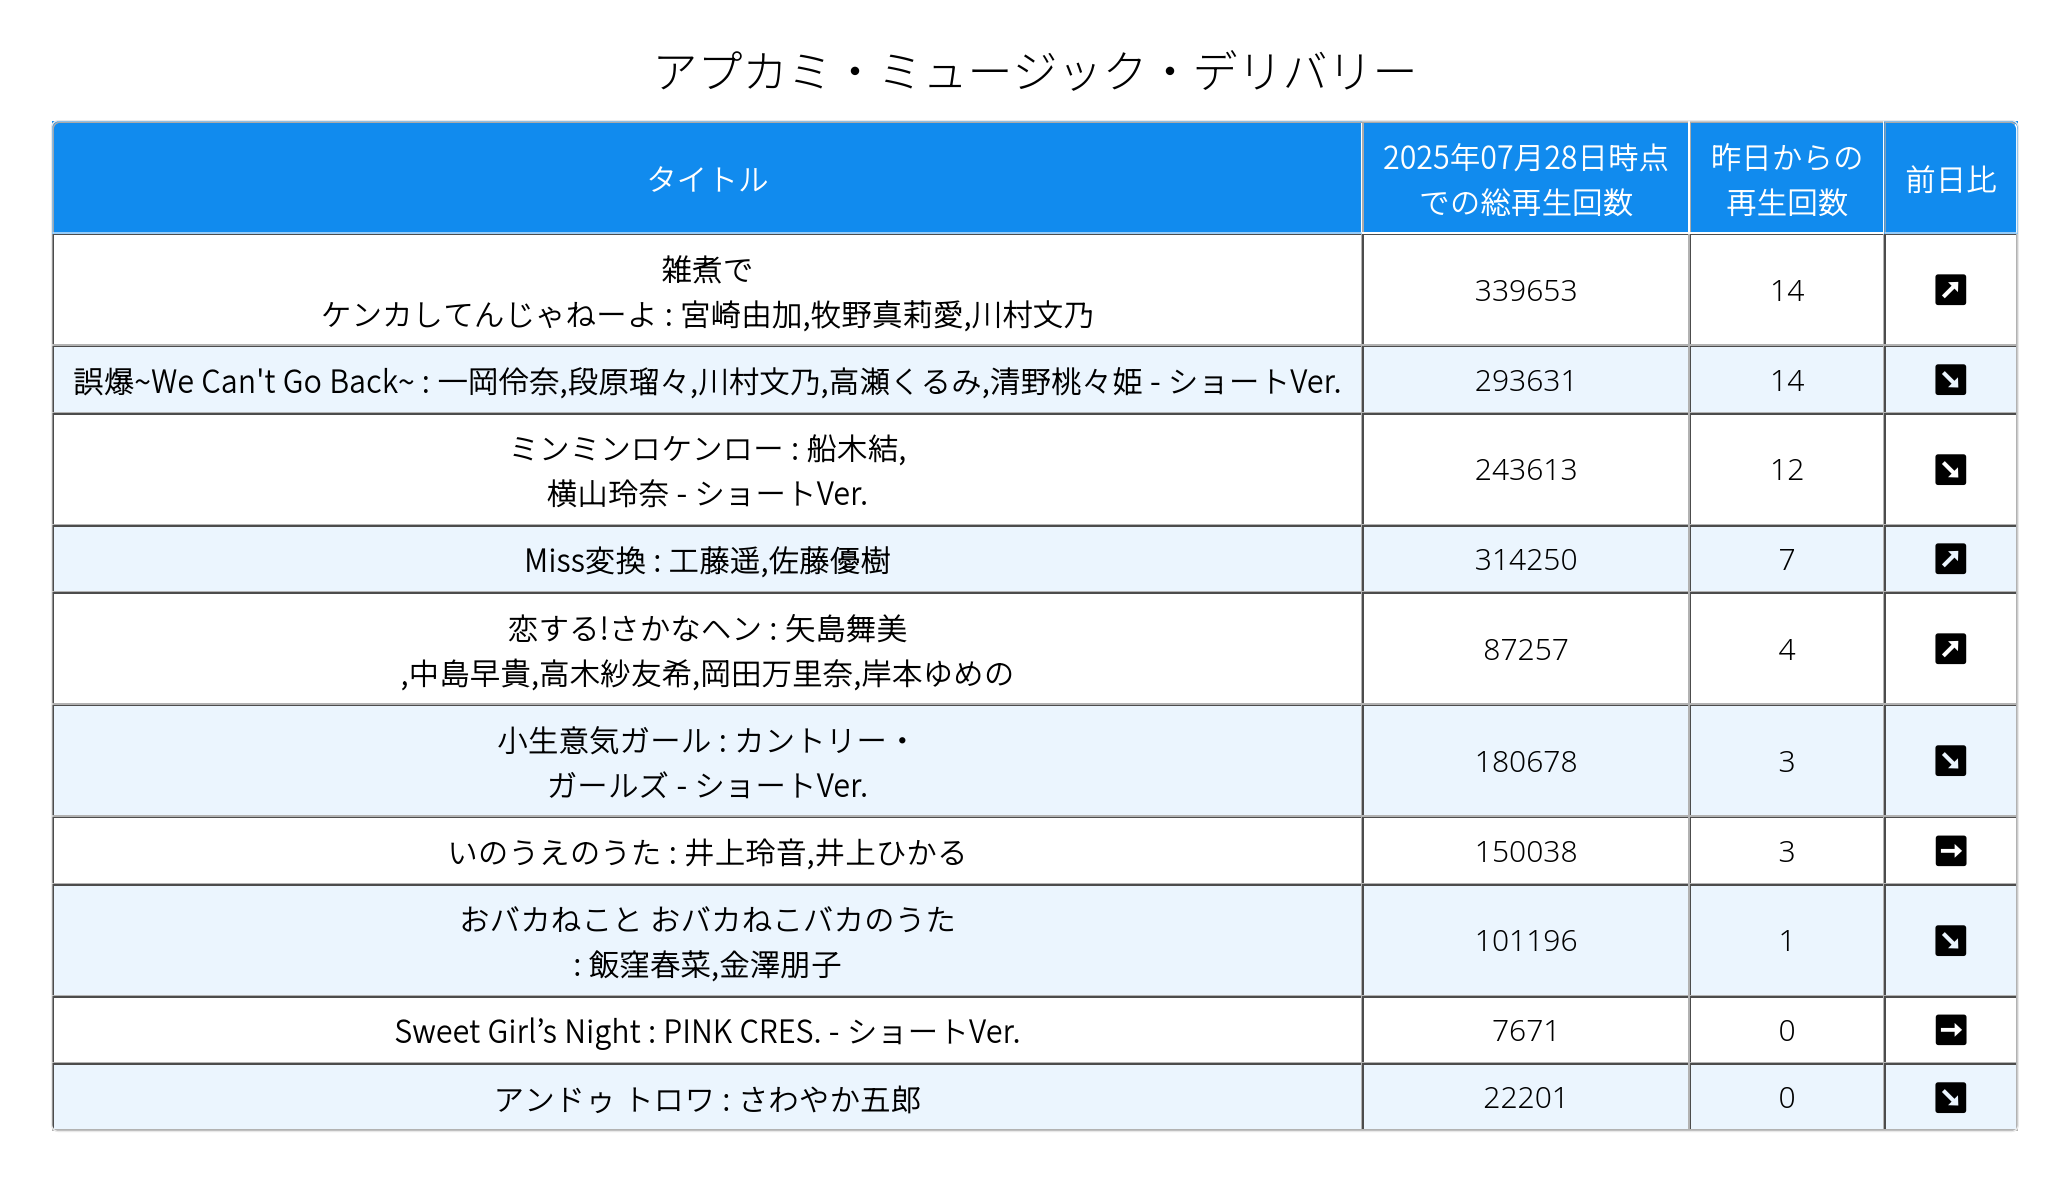 アプカミ・ミュージック・デリバリー
タイトル
2025年07月28日時点
での総再生回数
昨日からの
再生回数
前日比
雑煮で
ケンカしてんじゃねーよ : 宮崎由加,牧野真莉愛,川村文乃
339653
14
誤爆~We Can't Go Back~ : 一岡伶奈,段原瑠々,川村文乃,高瀬くるみ,清野桃々姫 - ショートVer.
293631
14
ミンミンロケンロー : 船木結,
横山玲奈 - ショートVer.
243613
12
Miss変換 : 工藤遥,佐藤優樹
314250
7
恋する!さかなヘン : 矢島舞美
,中島早貴,高木紗友希,岡田万里奈,岸本ゆめの
87257
4
小生意気ガール : カントリー・
ガールズ - ショートVer.
180678
3
いのうえのうた : 井上玲音,井上ひかる
150038
3
おバカねこと おバカねこバカのうた
: 飯窪春菜,金澤朋子
101196
1
Sweet Girl’s Night : PINK CRES. - ショートVer.
7671
0
アンドゥ トロワ : さわやか五郎
22201
0